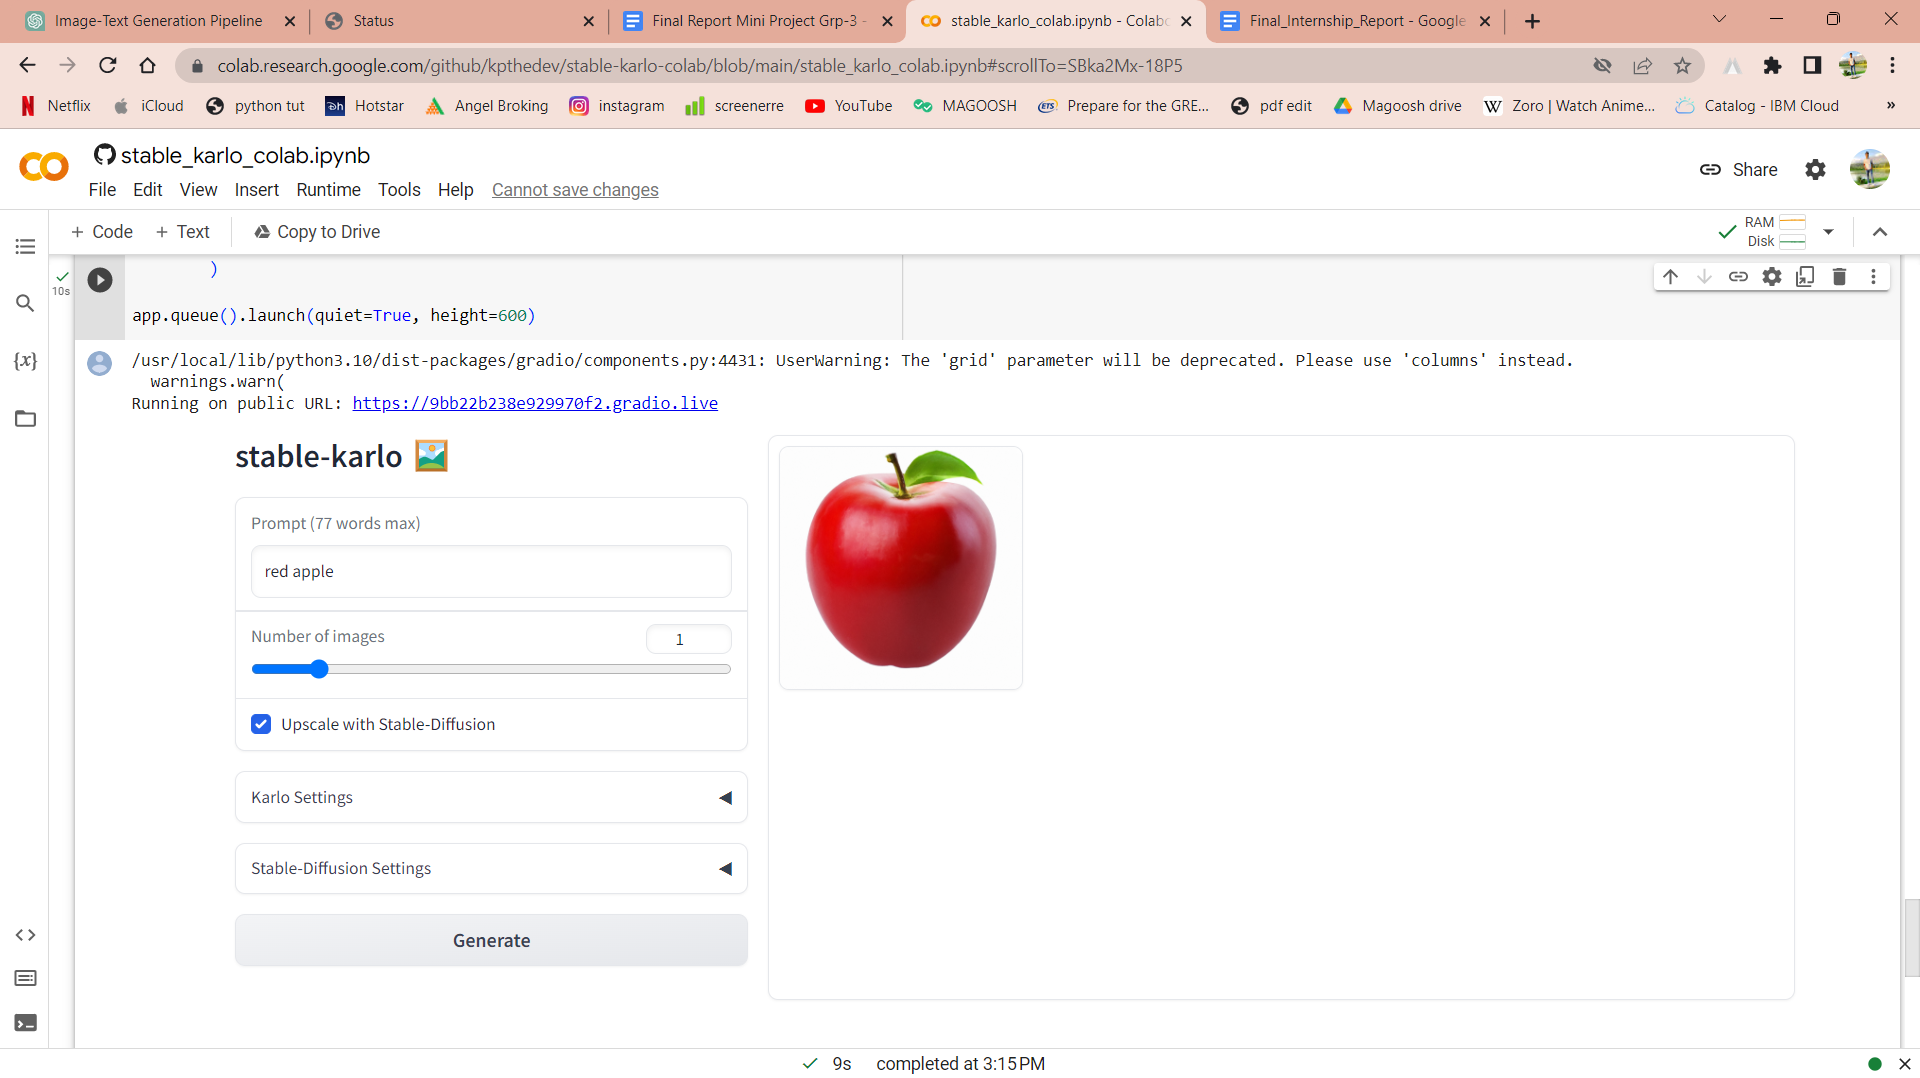 Image-Text Generation Pipeline
Status
Final Report Mini Project Grp-3 -
stable_karlo_colab.ipynb - Colabo
Final_Internship_Report - Google
colab.research.google.com/github/kpthedev/stable-karlo-colab/blob/main/stable_karlo_colab.ipynb#scrollTo=SBka2Mx-18P5
Netflix iCloud python tut Hotstar Angel Broking instagram screenerre YouTube MAGOOSH Prepare for the GRE... pdf edit Magoosh drive Zoro | Watch Anime... Catalog - IBM Cloud »
stable_karlo_colab.ipynb
File Edit View Insert Runtime Tools Help Cannot save changes
Share
+ Code + Text Copy to Drive
RAM
Disk
10s
)
app.queue().launch(quiet=True, height=600)
/usr/local/lib/python3.10/dist-packages/gradio/components.py:4431: UserWarning: The 'grid' parameter will be deprecated. Please use 'columns' instead.
warnings.warn(
Running on public URL: https://9bb22b238e929970f2.gradio.live
stable-karlo
Prompt (77 words max)
red apple
Number of images
1
Upscale with Stable-Diffusion
Karlo Settings
Stable-Diffusion Settings
Generate
9s completed at 3:15 PM